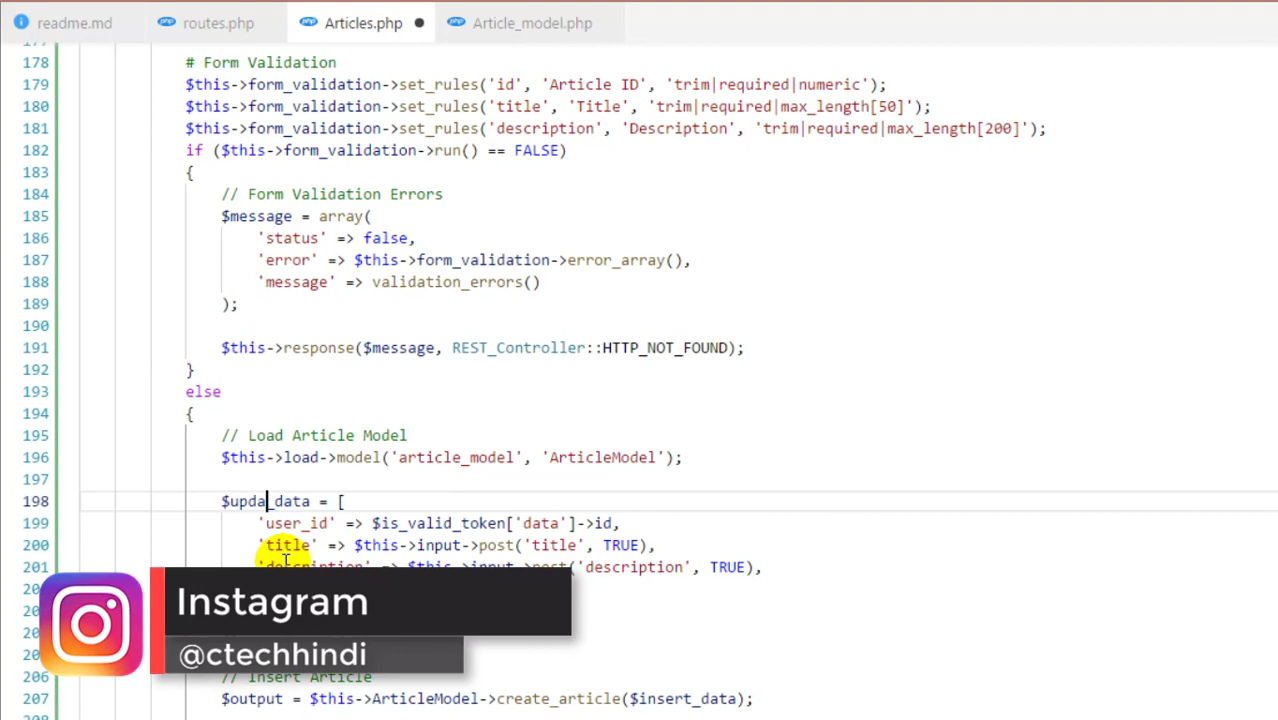 readme.md routes.php Articles.php Article_model.php
177
178 # Form Validation
179 $this->form_validation->set_rules('id', 'Article ID', 'trim|required|numeric');
180 $this->form_validation->set_rules('title', 'Title', 'trim|required|max_length[50]');
181 $this->form_validation->set_rules('description', 'Description', 'trim|required|max_length[200]');
182 if ($this->form_validation->run() == FALSE)
183 {
184 // Form Validation Errors
185 $message = array(
186 'status' => false,
187 'error' => $this->form_validation->error_array(),
188 'message' => validation_errors()
189 );
190
191 $this->response($message, REST_Controller::HTTP_NOT_FOUND);
192 }
193 else
194 {
195 // Load Article Model
196 $this->load->model('article_model', 'ArticleModel');
197
198 $upda_data = [
199 'user_id' => $is_valid_token['data']->id,
200 'title' => $this->input->post('title', TRUE),
201 'description' => $this->input->post('description', TRUE),
Instagram
@ctechhindi
206 // Insert Article
207 $output = $this->ArticleModel->create_article($insert_data);